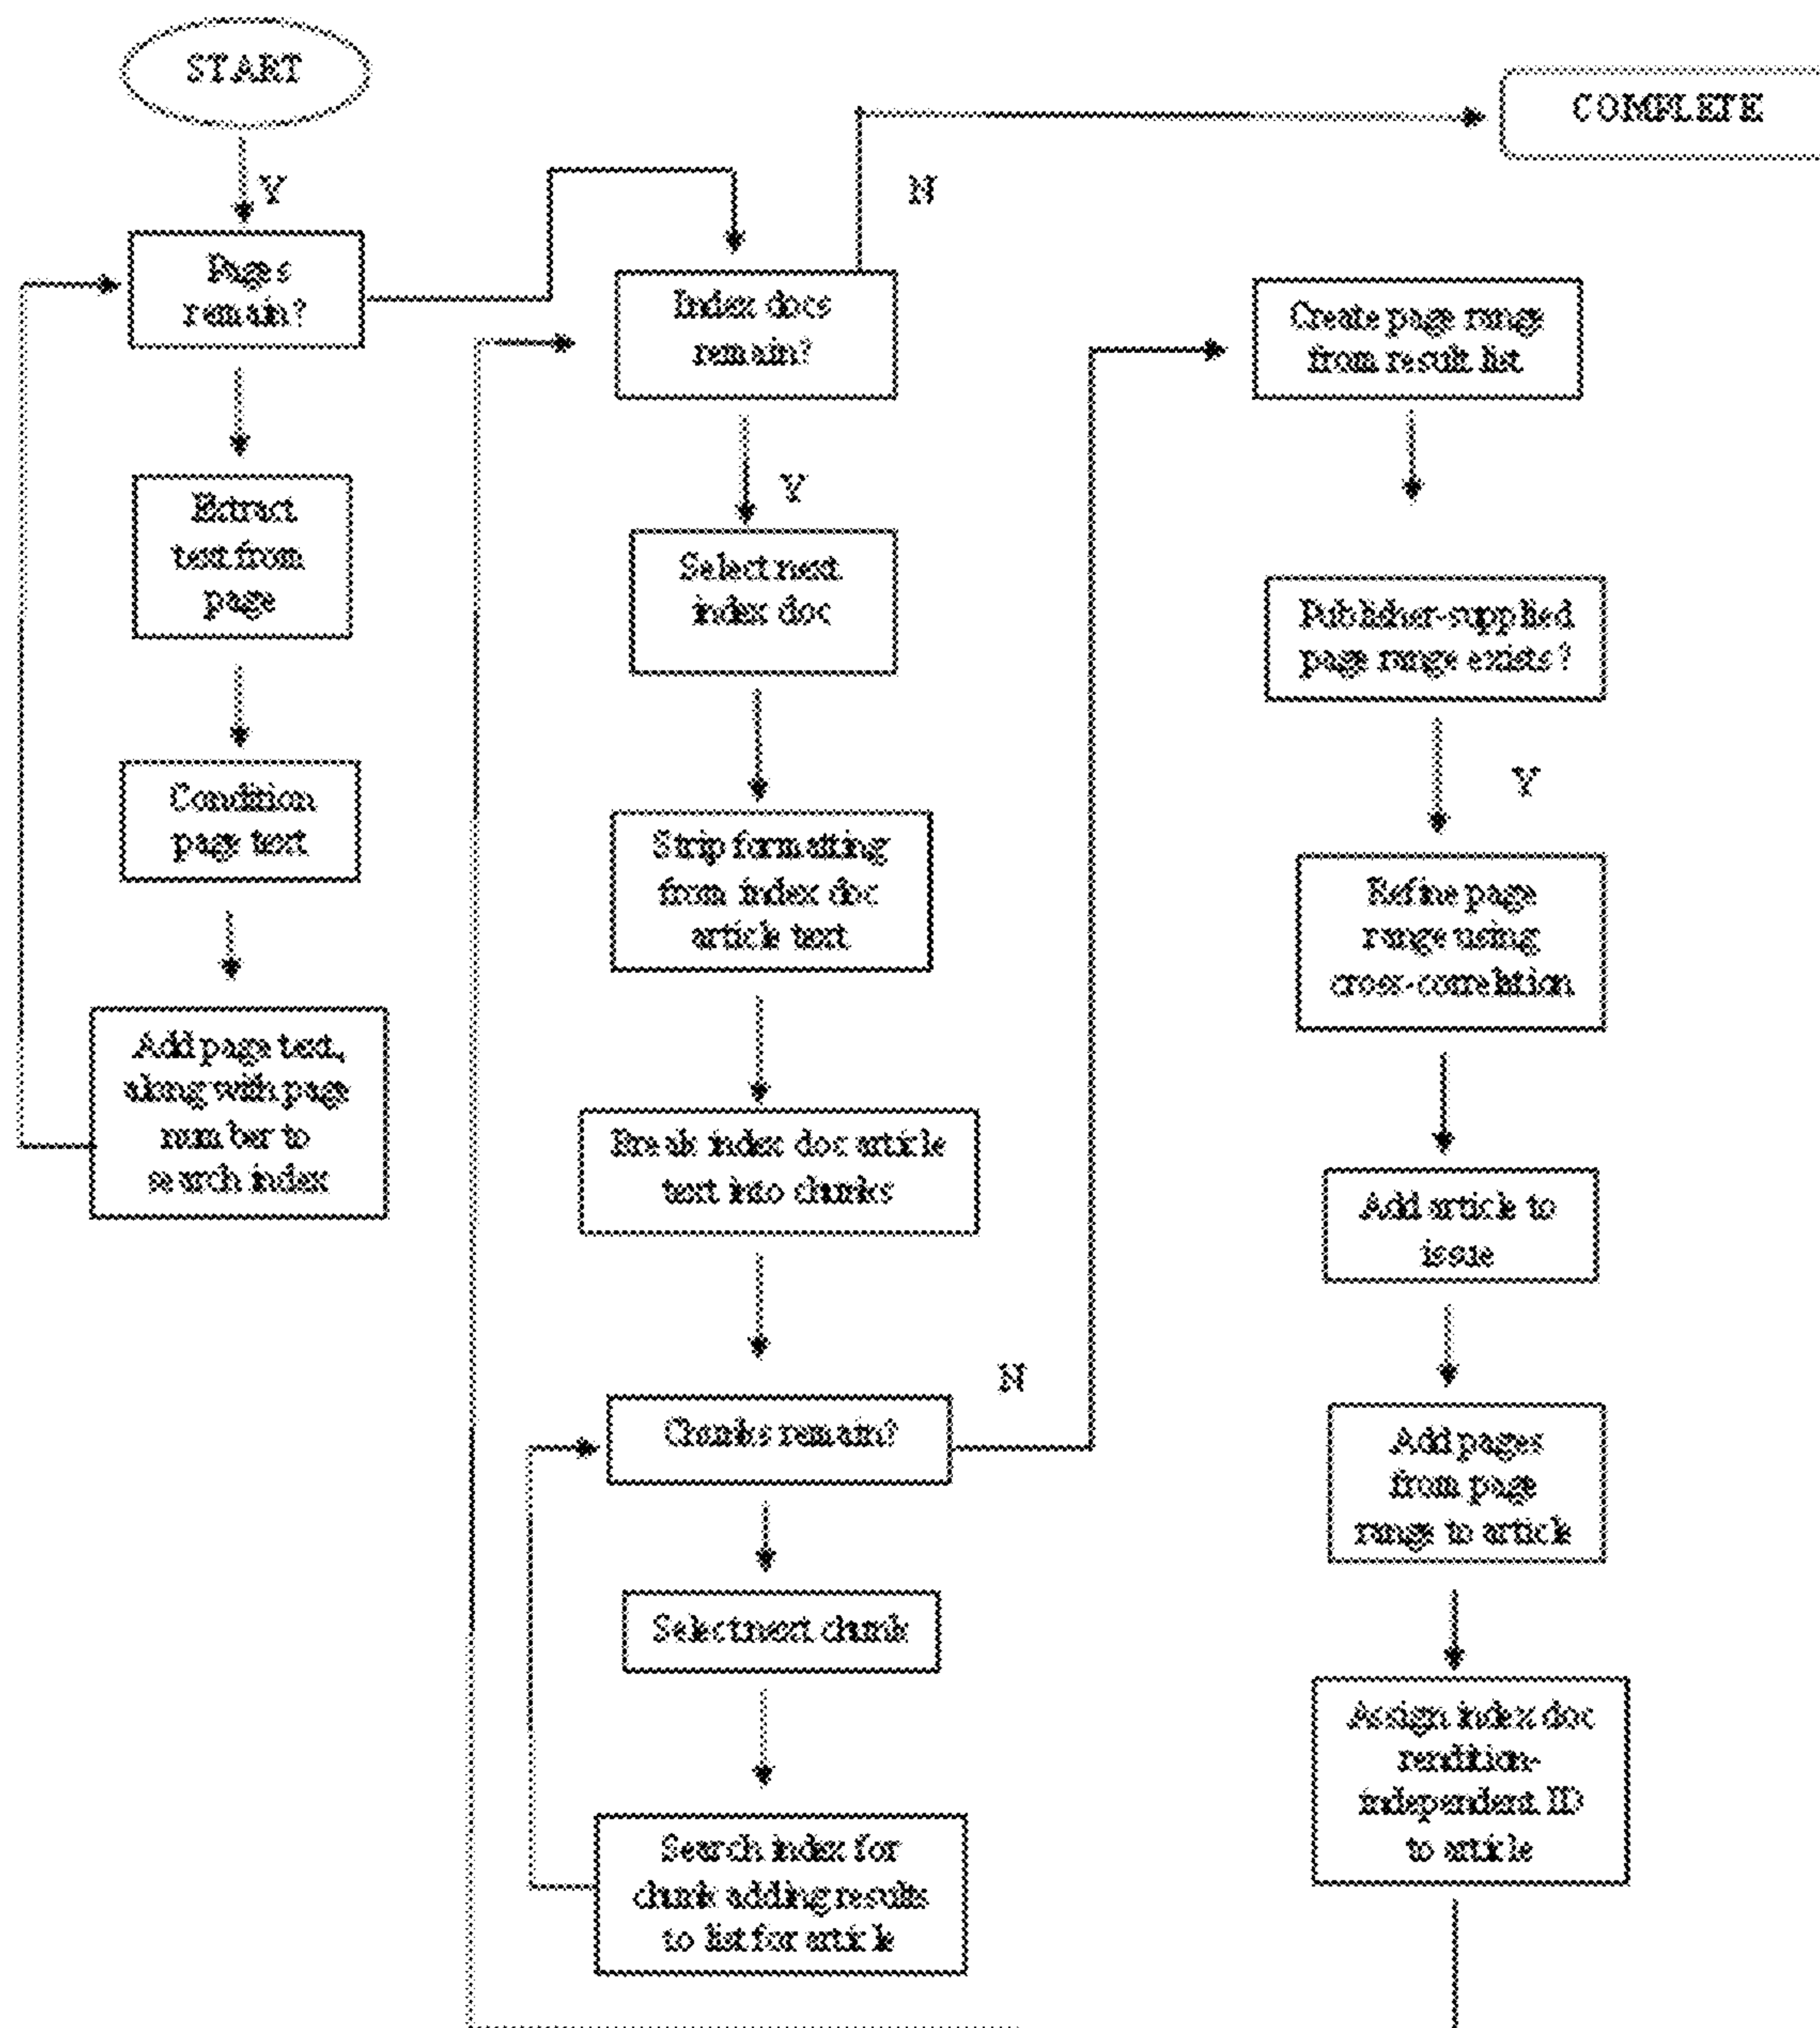 START
Y
Pages
remain?
Extract
text from
page
Condition
page text
Add page text,
along with page
number to
search index
Index docs
remain?
N
COMPLETE
Y
Select next
index doc
Strip formatting
from index doc
article text
Break index doc article
text into chunks
Chunks remain?
N
Select next chunk
Search index for
chunk adding results
to list for article
Create page range
from result list
Publisher-supplied
page range exists?
Y
Refine page
range using
cross-correlation
Add article to
issue
Add pages
from page
range to article
Assign index doc
rendition-
independent ID
to article